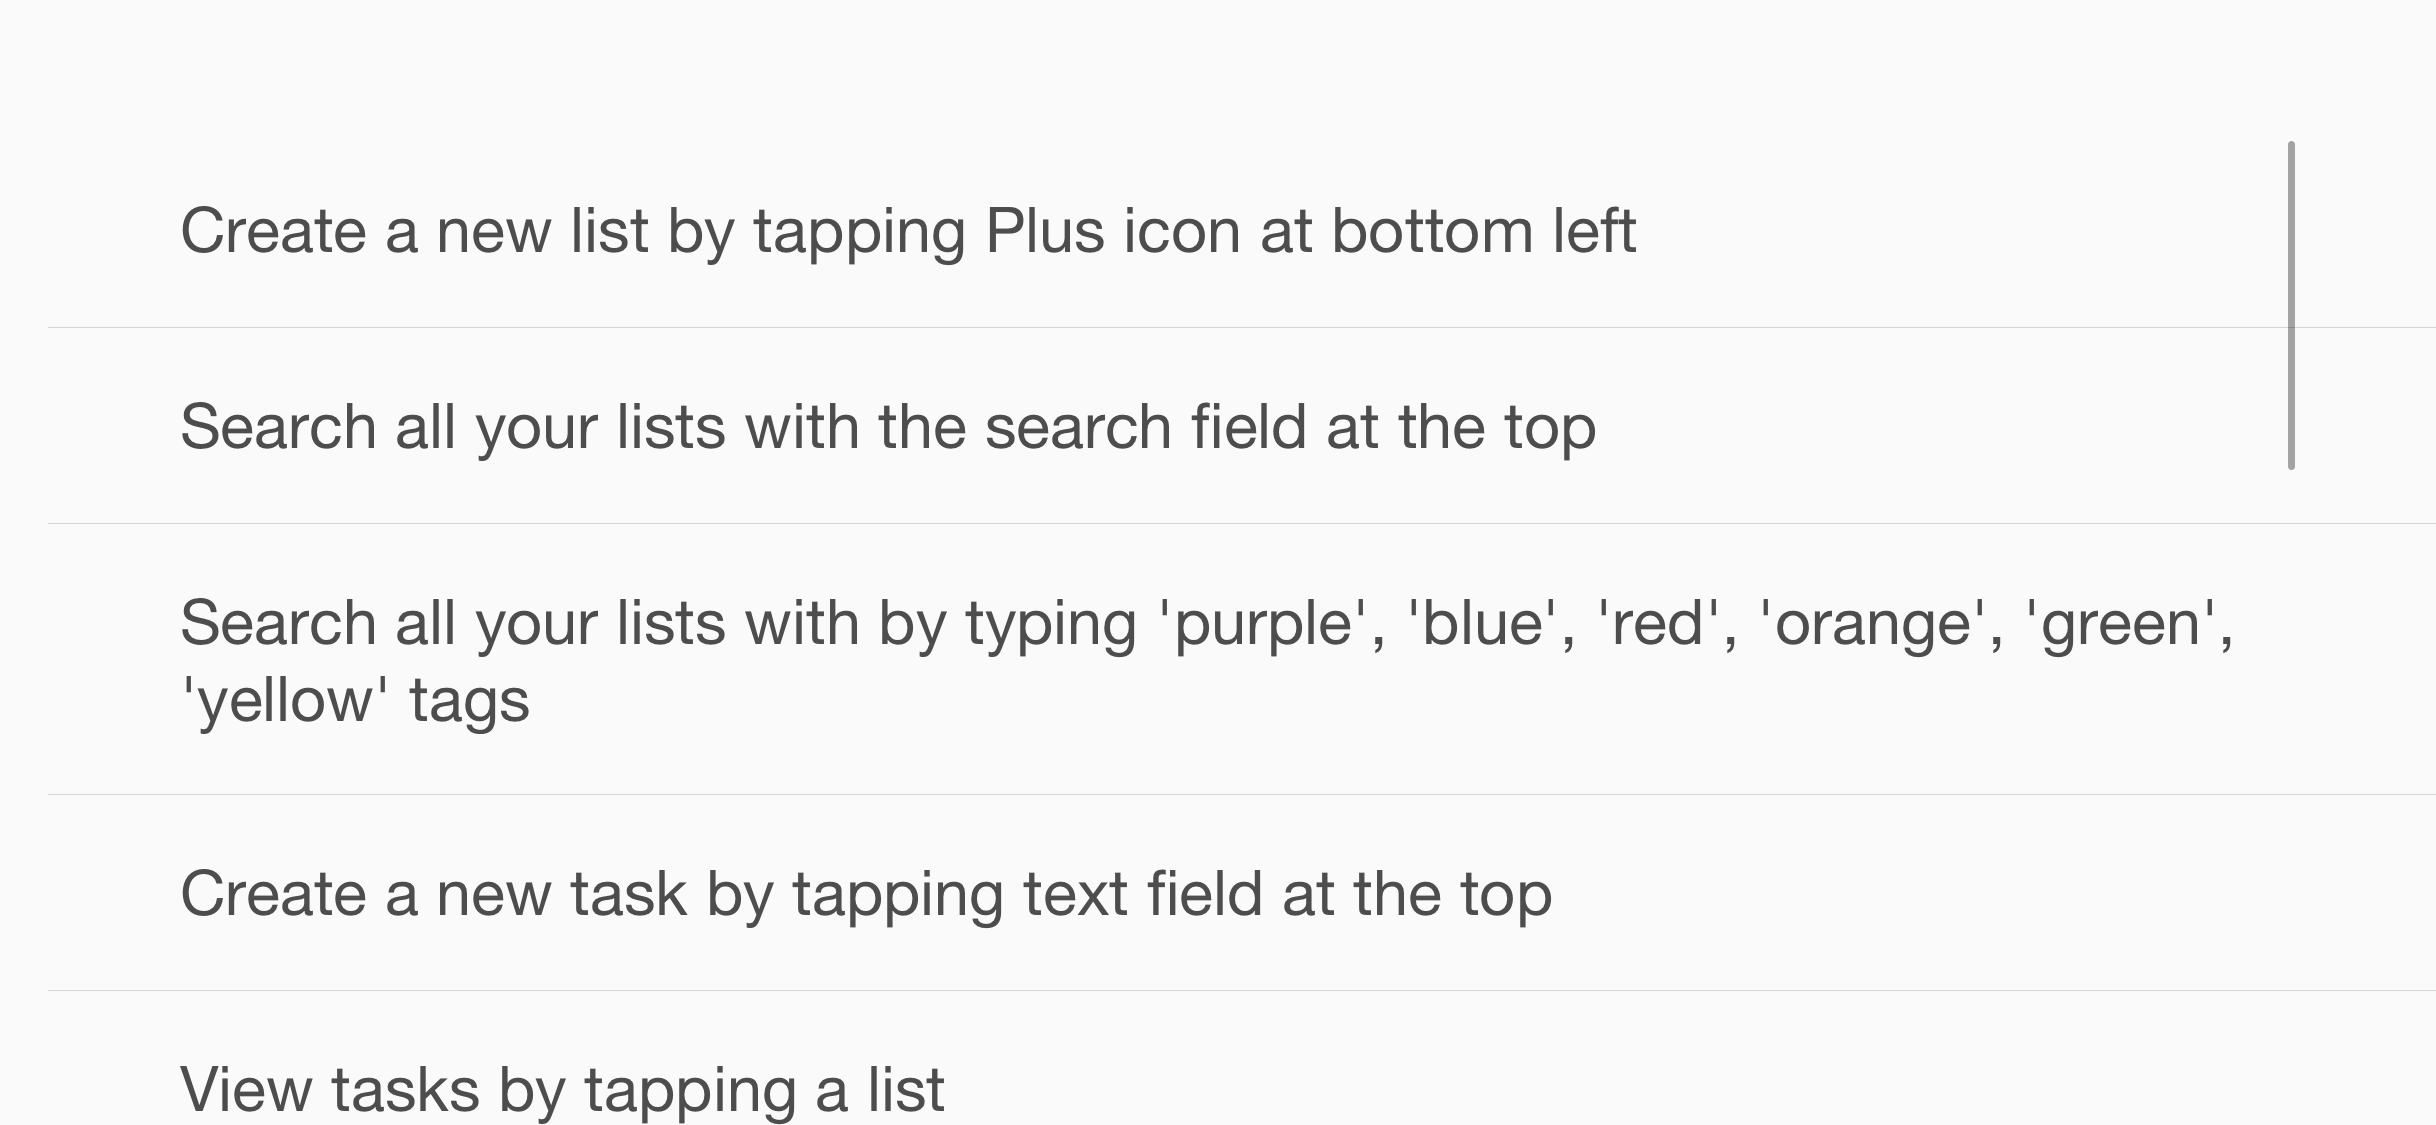 Create a new list by tapping Plus icon at bottom left
Search all your lists with the search field at the top
Search all your lists with by typing 'purple', 'blue', 'red', 'orange', 'green',
'yellow' tags
Create a new task by tapping text field at the top
View tasks by tapping a list